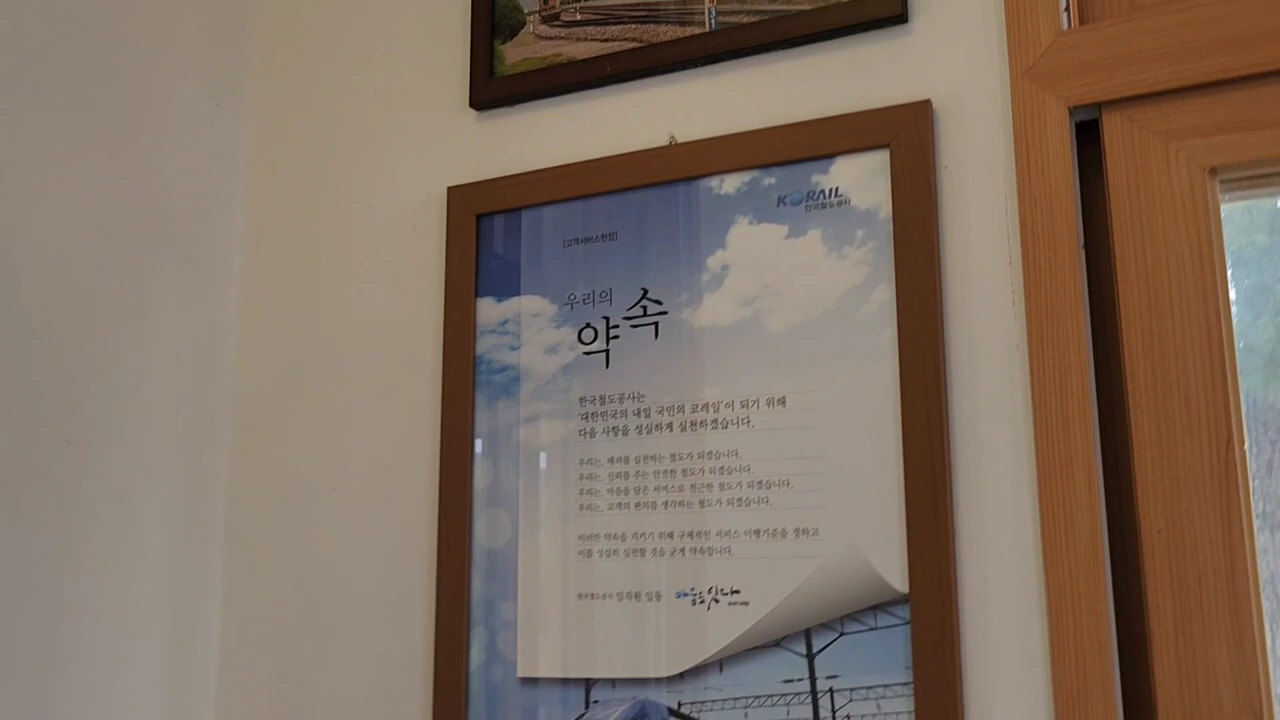 KORAIL
한국철도공사
[고객서비스헌장]
우리의
약속
한국철도공사는
'대한민국의 내일 국민의 코레일'이 되기 위해
다음 사항을 성실하게 실천하겠습니다.
우리는, 배려를 실천하는 철도가 되겠습니다.
우리는, 신뢰를 주는 안전한 철도가 되겠습니다.
우리는, 마음을 담은 서비스로 친근한 철도가 되겠습니다.
우리는, 고객의 편의를 생각하는 철도가 되겠습니다.
이러한 약속을 지키기 위해 구체적인 서비스 이행기준을 정하고
이를 성실히 실천할 것을 굳게 약속합니다.
한국철도공사 임직원 일동
마음을 잇다